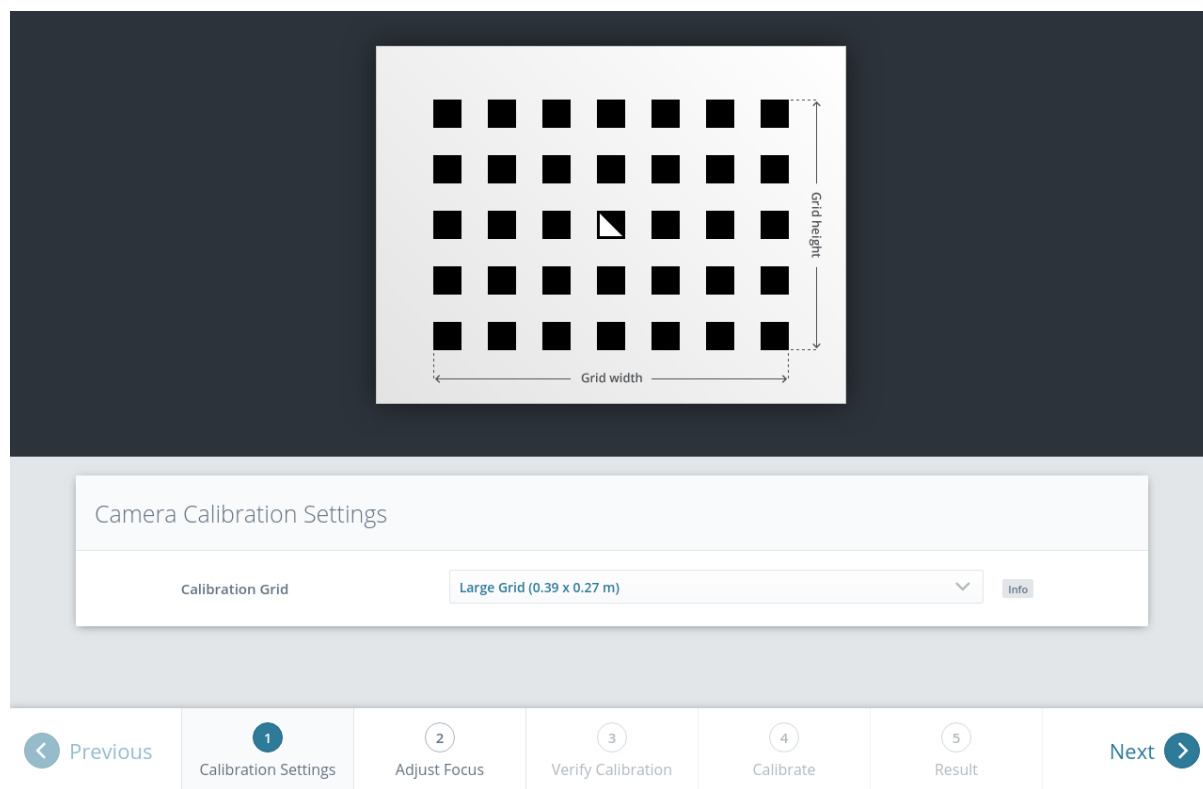 Grid height
Grid width
Camera Calibration Settings
Calibration Grid
Large Grid (0.39 x 0.27 m)
Info
Previous
1
Calibration Settings
2
Adjust Focus
3
Verify Calibration
4
Calibrate
5
Result
Next